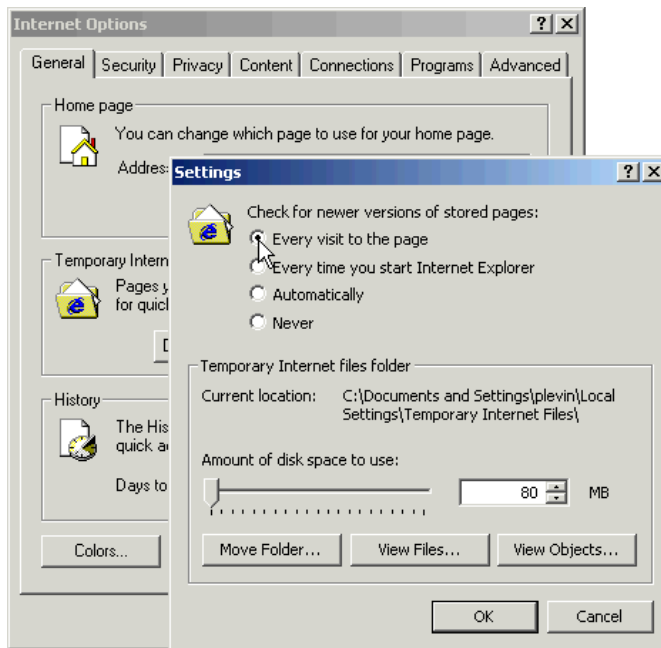 Internet Options
General Security Privacy Content Connections Programs Advanced
Home page
You can change which page to use for your home page.
Addres
Settings
Check for newer versions of stored pages:
Every visit to the page
Every time you start Internet Explorer
Automatically
Never
Temporary Intern
Pages y
for quicl
Temporary Internet files folder
Current location: C:\Documents and Settings\plevin\Local
Settings\Temporary Internet Files\
History
The His
quick a
Days to
Amount of disk space to use:
80 MB
Move Folder... View Files... View Objects...
Colors...
OK Cancel